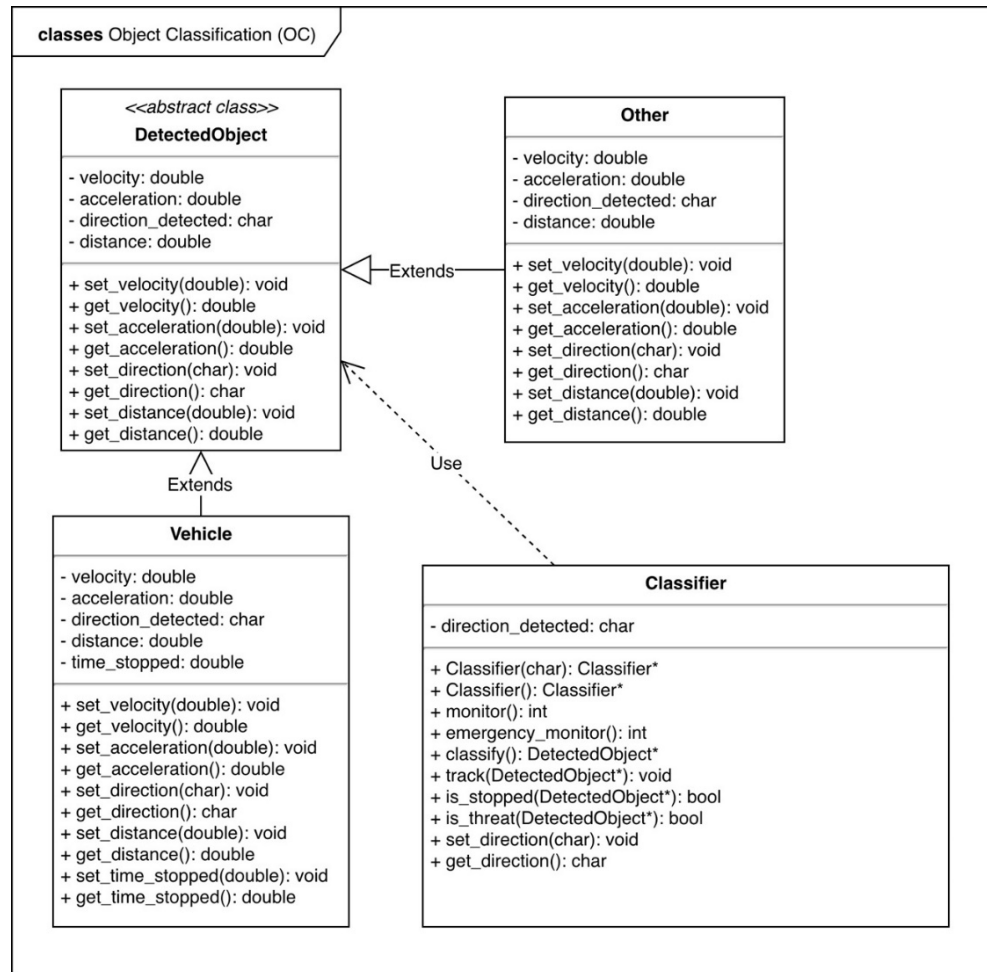 classes Object Classification (OC)
<<abstract class>>
DetectedObject
- velocity: double
- acceleration: double
- direction_detected: char
- distance: double
+ set_velocity(double): void
+ get_velocity(): double
+ set_acceleration(double): void
+ get_acceleration(): double
+ set_direction(char): void
+ get_direction(): char
+ set_distance(double): void
+ get_distance(): double
Extends
Other
- velocity: double
- acceleration: double
- direction_detected: char
- distance: double
+ set_velocity(double): void
+ get_velocity(): double
+ set_acceleration(double): void
+ get_acceleration(): double
+ set_direction(char): void
+ get_direction(): char
+ set_distance(double): void
+ get_distance(): double
Use
Extends
Vehicle
- velocity: double
- acceleration: double
- direction_detected: char
- distance: double
- time_stopped: double
+ set_velocity(double): void
+ get_velocity(): double
+ set_acceleration(double): void
+ get_acceleration(): double
+ set_direction(char): void
+ get_direction(): char
+ set_distance(double): void
+ get_distance(): double
+ set_time_stopped(double): void
+ get_time_stopped(): double
Classifier
- direction_detected: char
+ Classifier(char): Classifier*
+ Classifier(): Classifier*
+ monitor(): int
+ emergency_monitor(): int
+ classify(): DetectedObject*
+ track(DetectedObject*): void
+ is_stopped(DetectedObject*): bool
+ is_threat(DetectedObject*): bool
+ set_direction(char): void
+ get_direction(): char